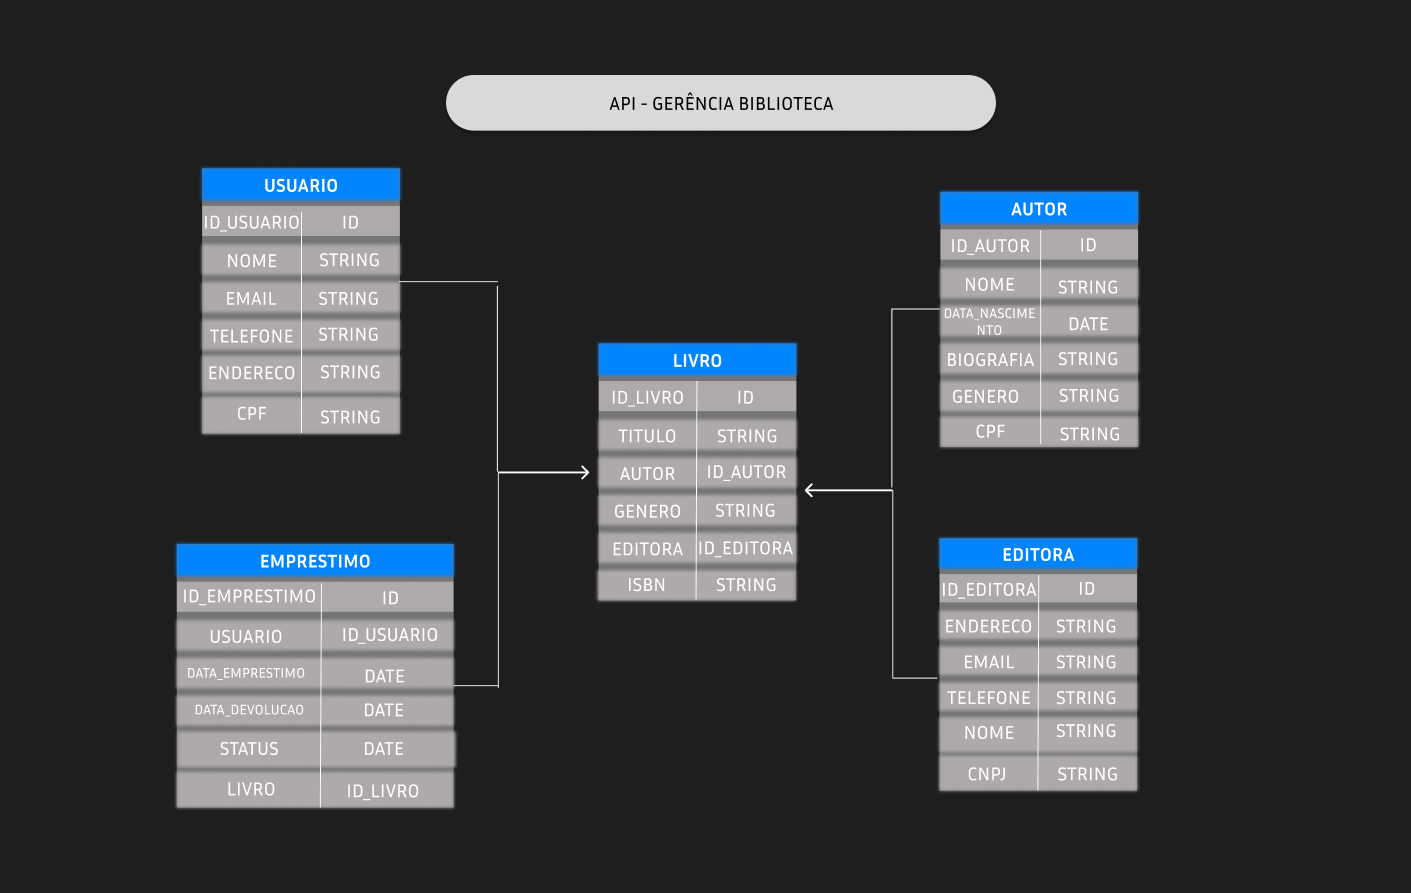 API - GERÊNCIA BIBLIOTECA
USUARIO
ID_USUARIO ID
NOME STRING
EMAIL STRING
TELEFONE STRING
ENDERECO STRING
CPF STRING
EMPRESTIMO
ID_EMPRESTIMO ID
USUARIO ID_USUARIO
DATA_EMPRESTIMO DATE
DATA_DEVOLUCAO DATE
STATUS DATE
LIVRO ID_LIVRO
LIVRO
ID_LIVRO ID
TITULO STRING
AUTOR ID_AUTOR
GENERO STRING
EDITORA ID_EDITORA
ISBN STRING
AUTOR
ID_AUTOR ID
NOME STRING
DATA_NASCIME
NTO DATE
BIOGRAFIA STRING
GENERO STRING
CPF STRING
EDITORA
ID_EDITORA ID
ENDERECO STRING
EMAIL STRING
TELEFONE STRING
NOME STRING
CNPJ STRING